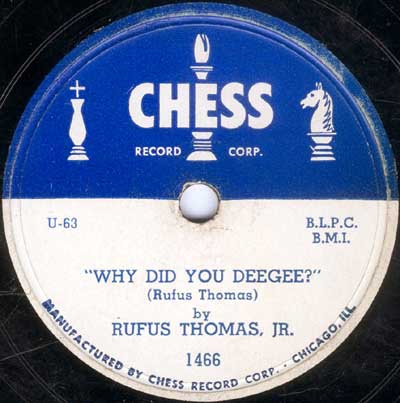 CHESS
RECORD CORP.
U-63
B.L.P.C.
B.M.I.
"WHY DID YOU DEEGEE?"
(Rufus Thomas)
by
RUFUS THOMAS, JR.
1466
MANUFACTURED BY CHESS RECORD CORP. - CHICAGO, ILL